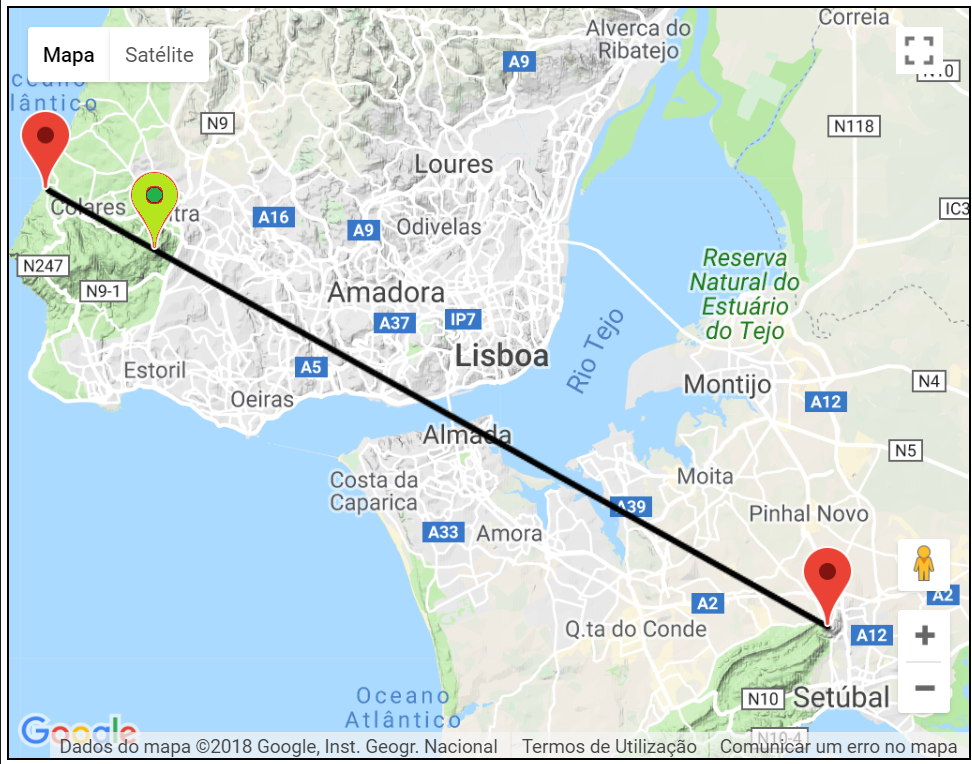 Correia
Alverca do
Ribatejo
Mapa
Satélite
A9
N10
lântico
N9
N118
Loures
Colares
IC3
A16
A9
Odivelas
N247
Reserva
Natural do
Estuário
do Tejo
N9-1
Amadora
A37
IP7
Rio Tejo
Lisboa
A5
Estoril
Montijo
N4
Oeiras
A12
Almada
N5
Costa da
Caparica
Moita
A39
Pinhal Novo
A33
Amora
A2
A2
Q.ta do Conde
A12
Oceano
Atlântico
N10
Setúbal
Google
N10-4
Dados do mapa ©2018 Google, Inst. Geogr. Nacional
Termos de Utilização
Comunicar um erro no mapa